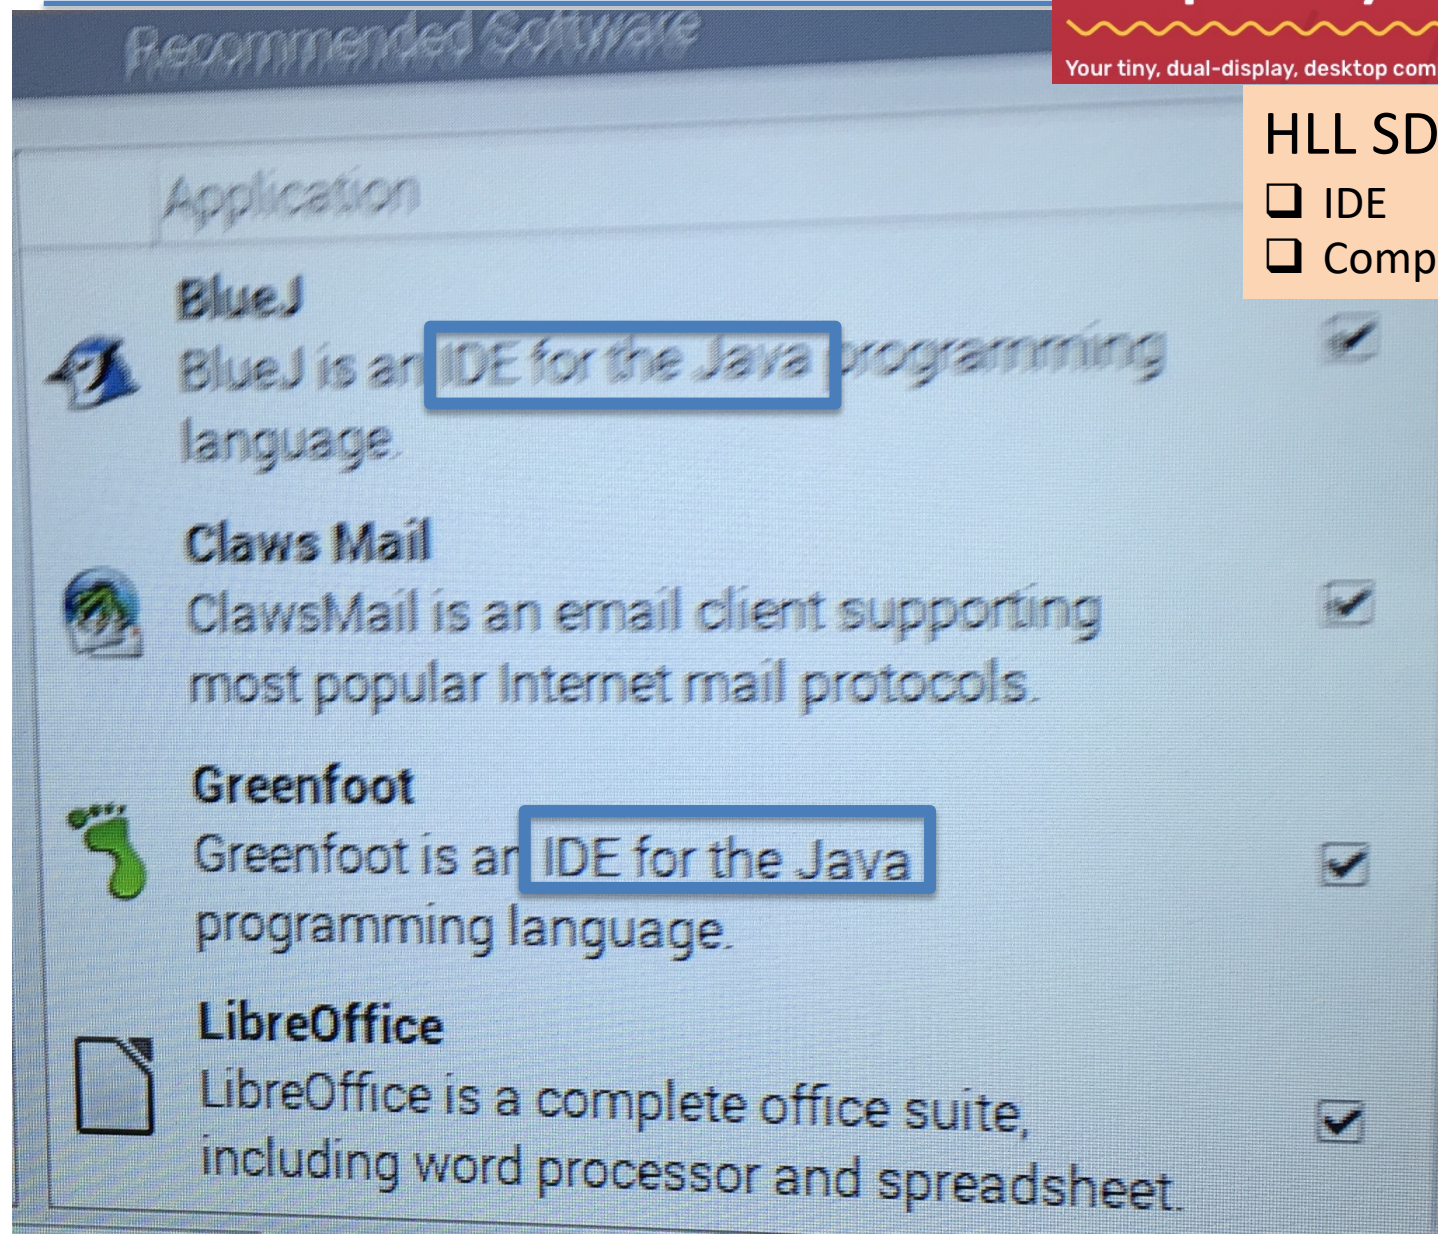 Your tiny, dual-display, desktop com
Recommended Software
HLL SD
IDE
Comp
Application
BlueJ
BlueJ is an IDE for the Java programming
language.
Claws Mail
ClawsMail is an email client supporting
most popular Internet mail protocols.
Greenfoot
Greenfoot is an IDE for the Java
programming language.
LibreOffice
LibreOffice is a complete office suite,
including word processor and spreadsheet.